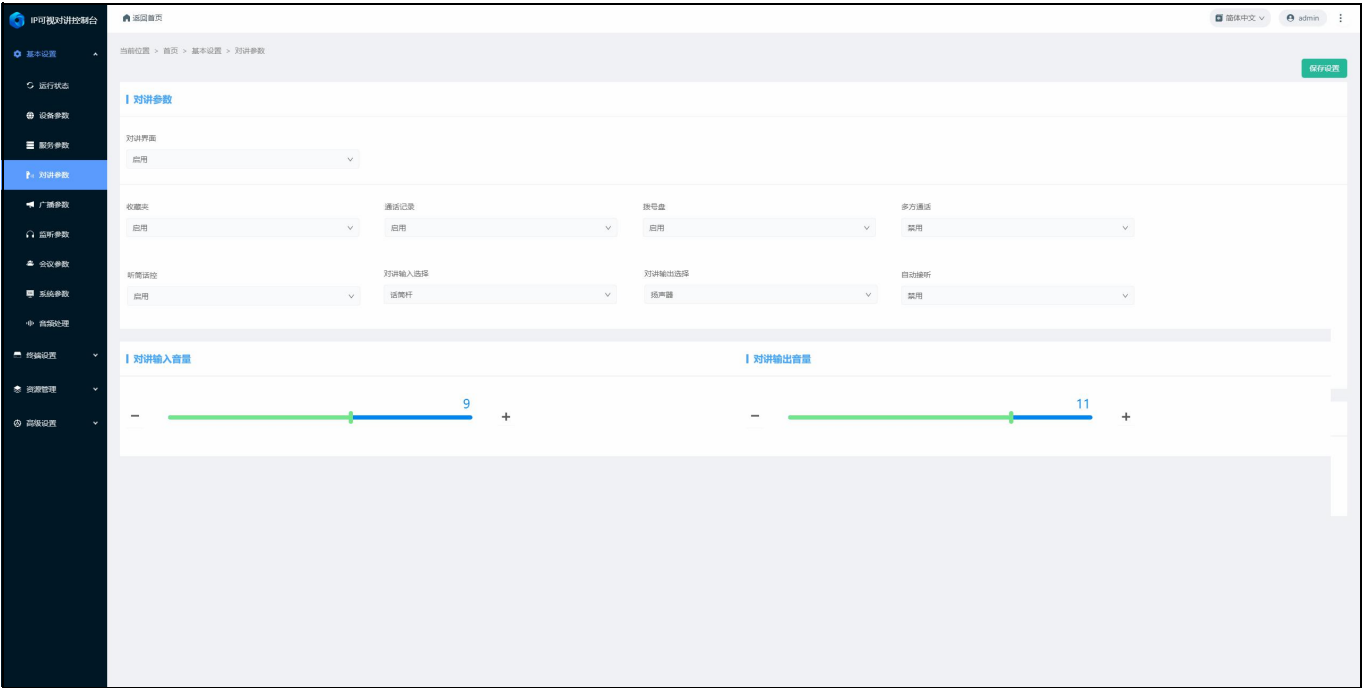 IP可视对讲控制台
返回首页
简体中文
admin
基本设置
当前位置 > 首页 > 基本设置 > 对讲参数
保存设置
运行状态
设备参数
服务参数
对讲参数
广播参数
监听参数
会议参数
系统参数
音频处理
终端设置
资源管理
高级设置
对讲参数
对讲界面
启用
收藏夹 通话记录 拨号盘 多方通话
启用 启用 启用 禁用
听筒话控 对讲输入选择 对讲输出选择 自动接听
启用 话筒杆 扬声器 禁用
对讲输入音量 对讲输出音量
9 11
− + − +